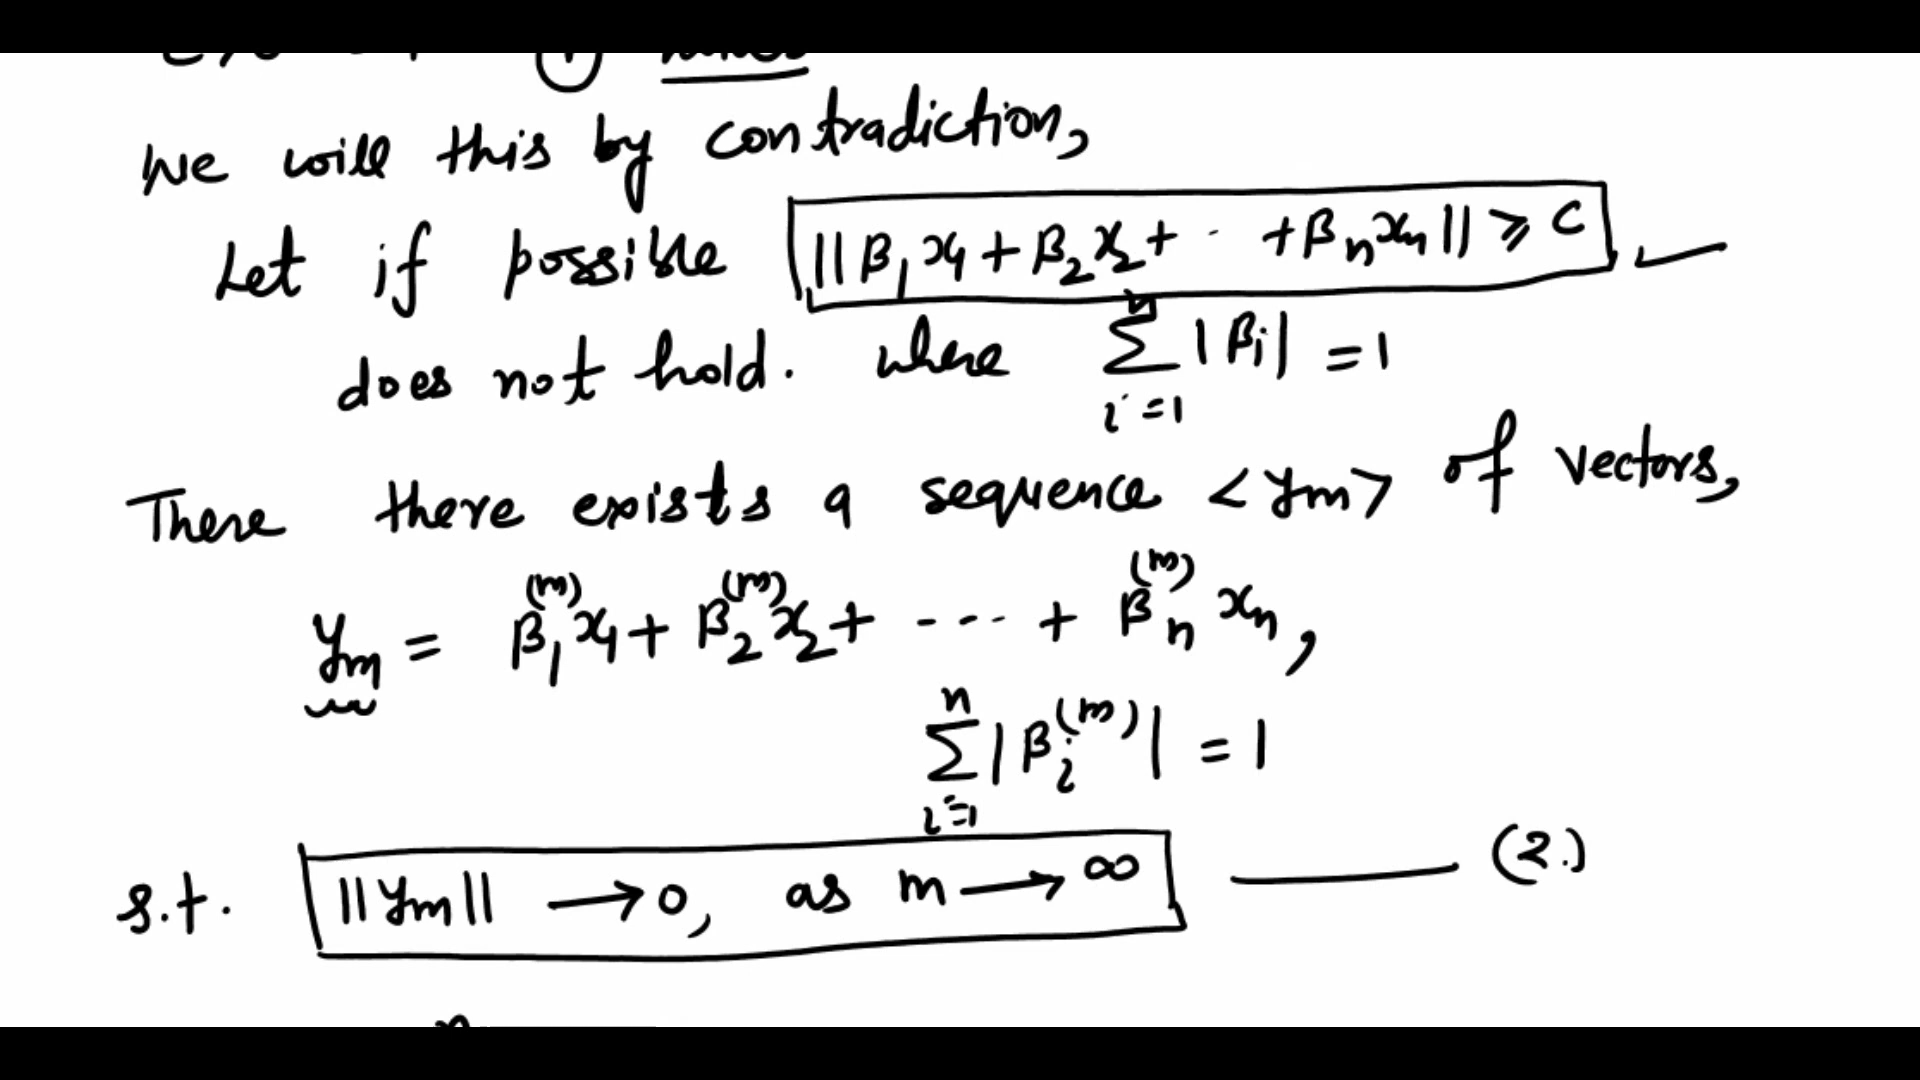 We will this by contradiction,
Let if possible ||β₁x₁ + β₂x₂ + ·· + βₙxₙ|| ⩾ C
does not hold. where ∑ᵢ₌₁ⁿ |βᵢ| = 1
There there exists a sequence <yₘ> of vectors,
yₘ = β₁⁽ᵐ⁾x₁ + β₂⁽ᵐ⁾x₂ + ---- + βₙ⁽ᵐ⁾xₙ,
∑ᵢ₌₁ⁿ |βᵢ⁽ᵐ⁾| = 1
s.t. ||yₘ|| → 0, as m → ∞ —— (2.)